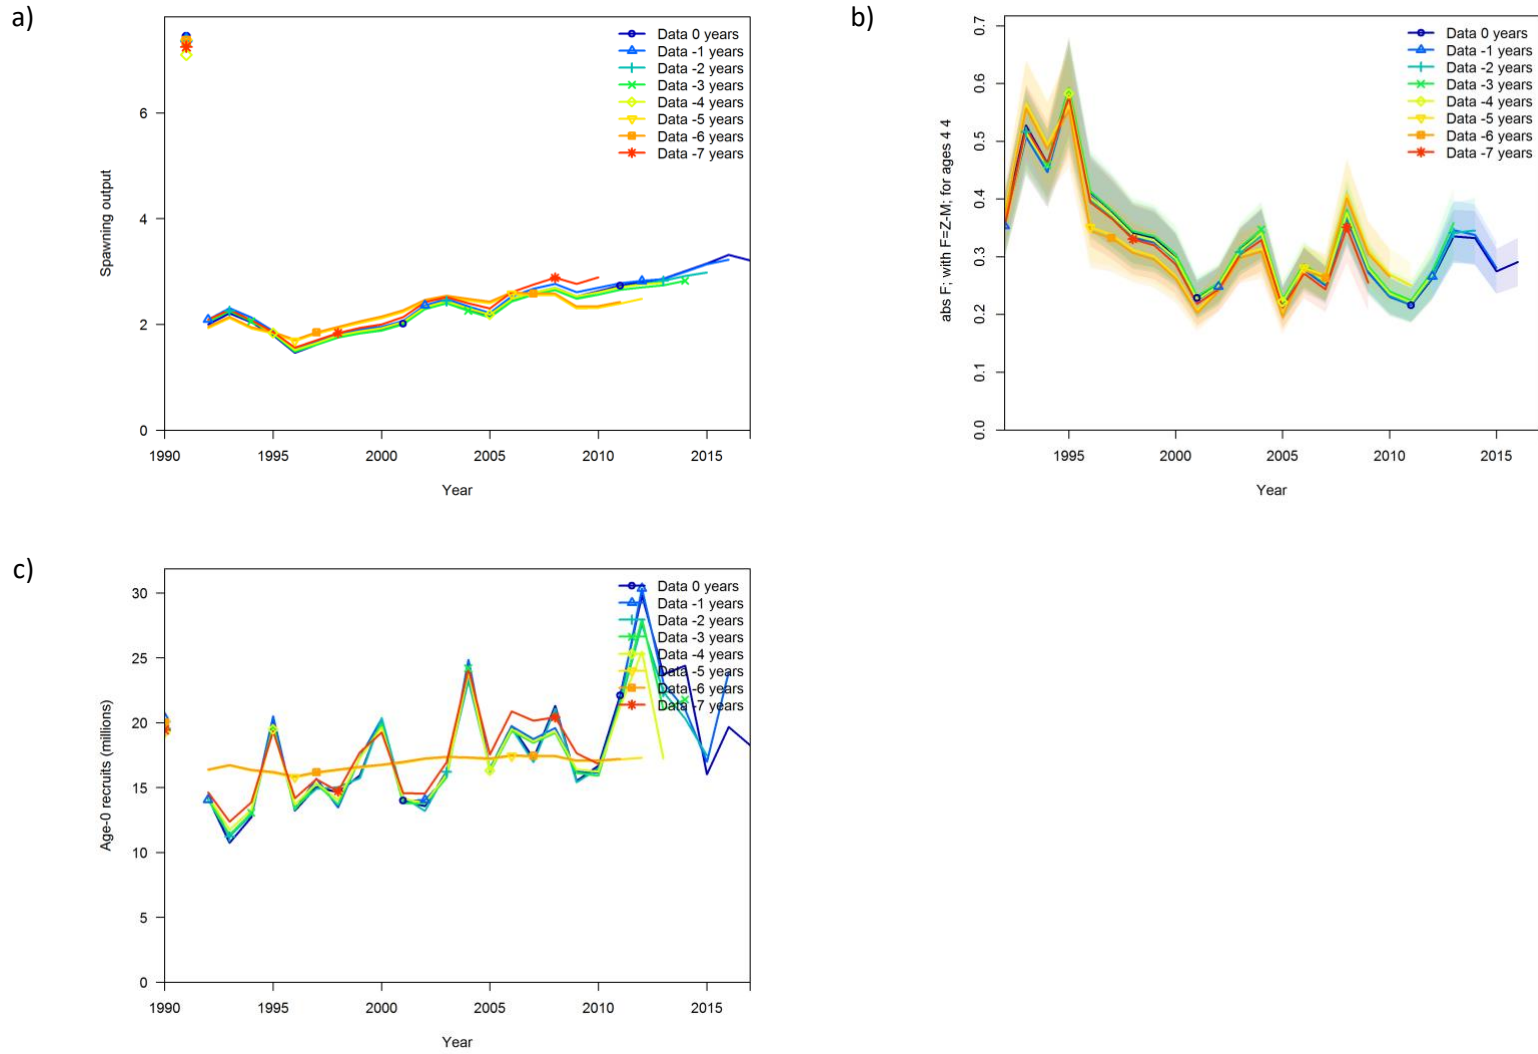 a)
Data 0 years
Data -1 years
Data -2 years
Data -3 years
Data -4 years
Data -5 years
Data -6 years
Data -7 years
Spawning output
6
4
2
0
1990 1995 2000 2005 2010 2015
Year
b)
Data 0 years
Data -1 years
Data -2 years
Data -3 years
Data -4 years
Data -5 years
Data -6 years
Data -7 years
abs F; with F=Z-M; for ages 4 4
0.7
0.6
0.5
0.4
0.3
0.2
0.1
0.0
1995 2000 2005 2010 2015
Year
c)
Data 0 years
Data -1 years
Data -2 years
Data -3 years
Data -4 years
Data -5 years
Data -6 years
Data -7 years
Age-0 recruits (millions)
30
25
20
15
10
5
0
1990 1995 2000 2005 2010 2015
Year